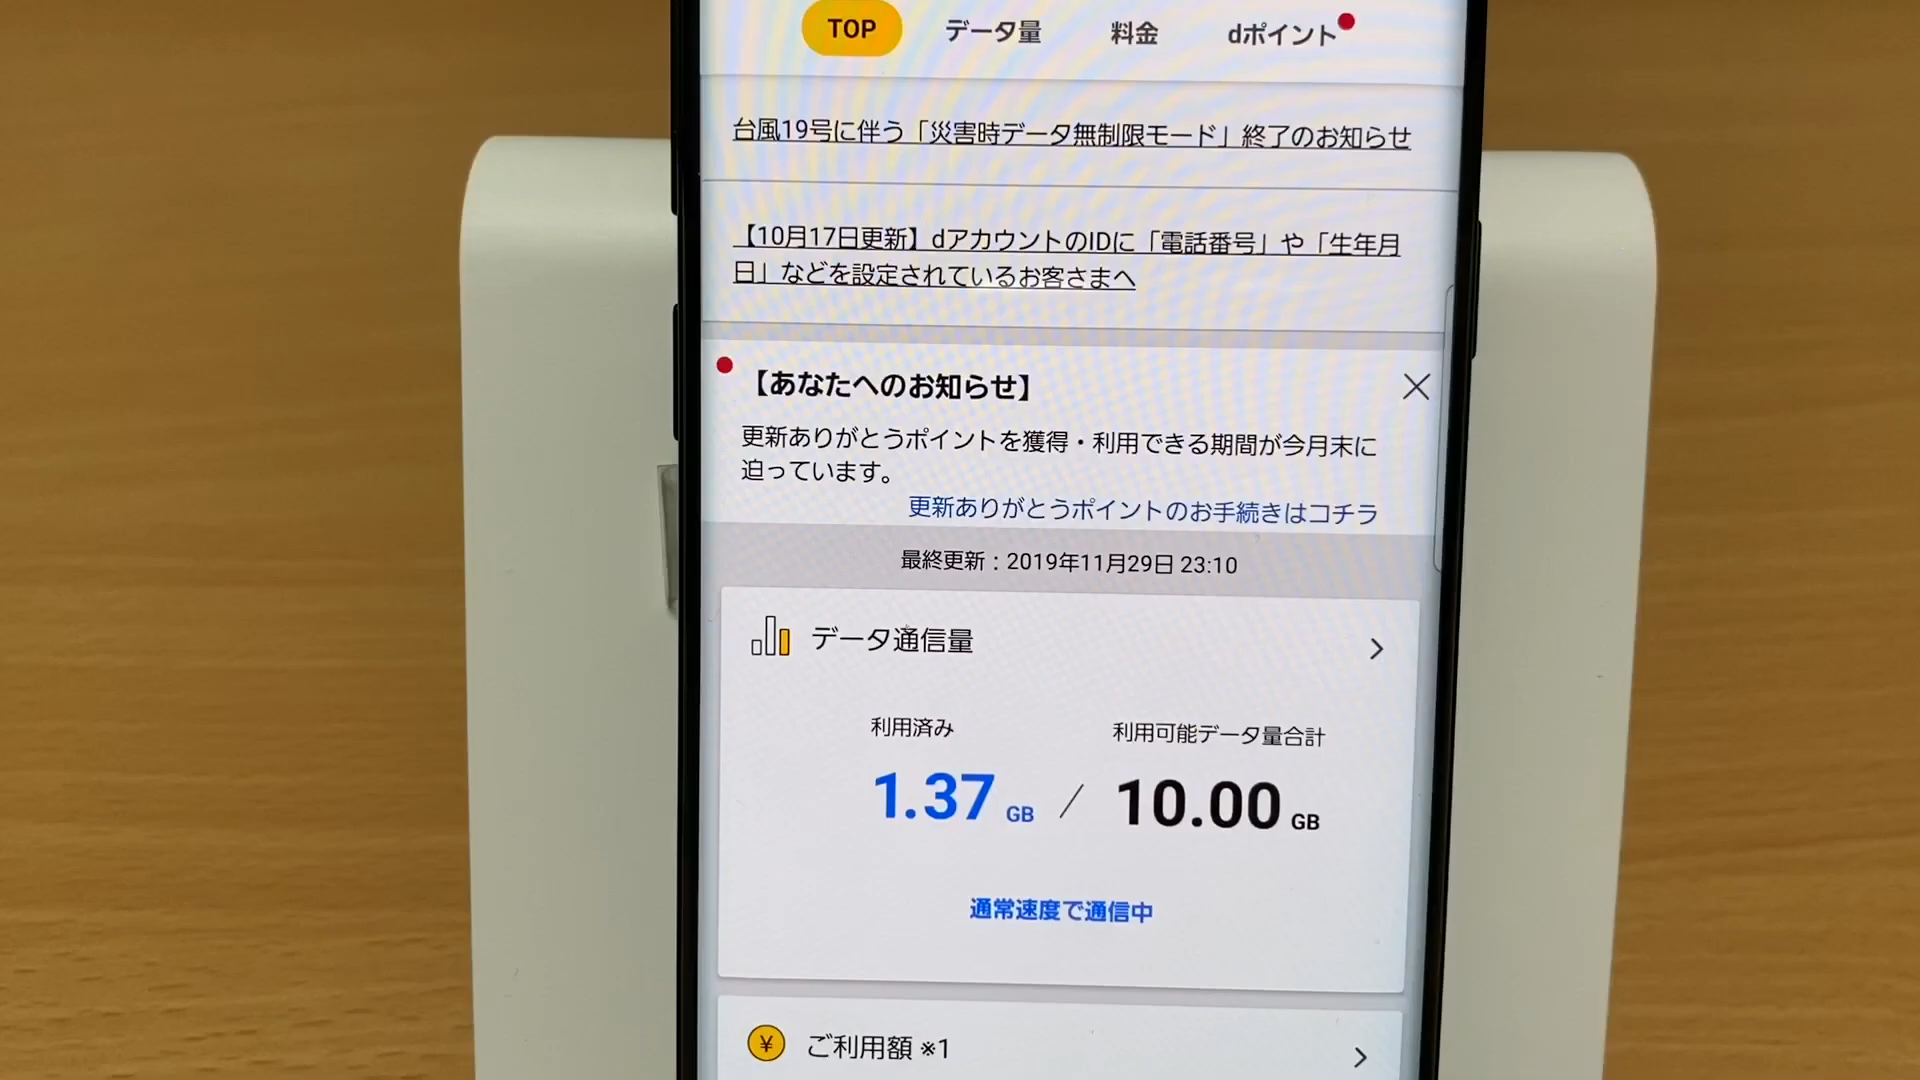 TOP データ量 料金 dポイント
台風19号に伴う「災害時データ無制限モード」終了のお知らせ
【10月17日更新】dアカウントのIDに「電話番号」や「生年月
日」などを設定されているお客さまへ
【あなたへのお知らせ】
更新ありがとうポイントを獲得・利用できる期間が今月末に
迫っています。
更新ありがとうポイントのお手続きはコチラ
最終更新：2019年11月29日 23:10
データ通信量
利用済み 利用可能データ量合計
1.37 GB / 10.00 GB
通常速度で通信中
¥ ご利用額 ※1